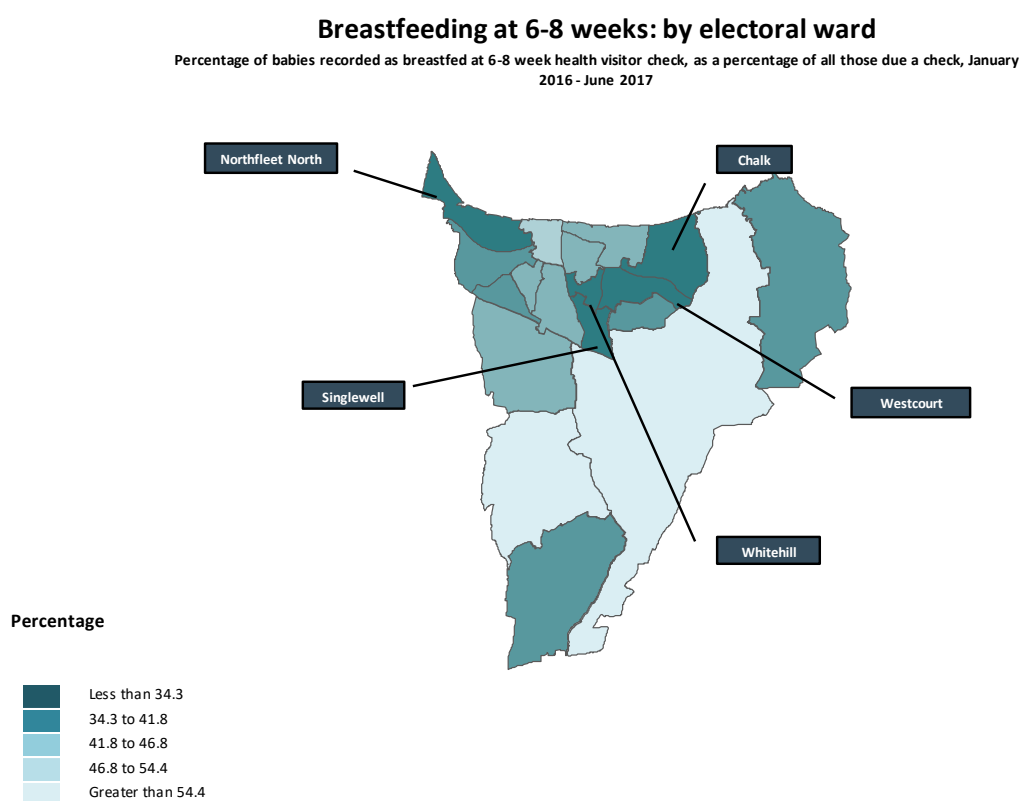 Breastfeeding at 6-8 weeks: by electoral ward
Percentage of babies recorded as breastfed at 6-8 week health visitor check, as a percentage of all those due a check, January
2016 - June 2017
Northfleet North
Chalk
Singlewell
Westcourt
Whitehill
Percentage
Less than 34.3
34.3 to 41.8
41.8 to 46.8
46.8 to 54.4
Greater than 54.4